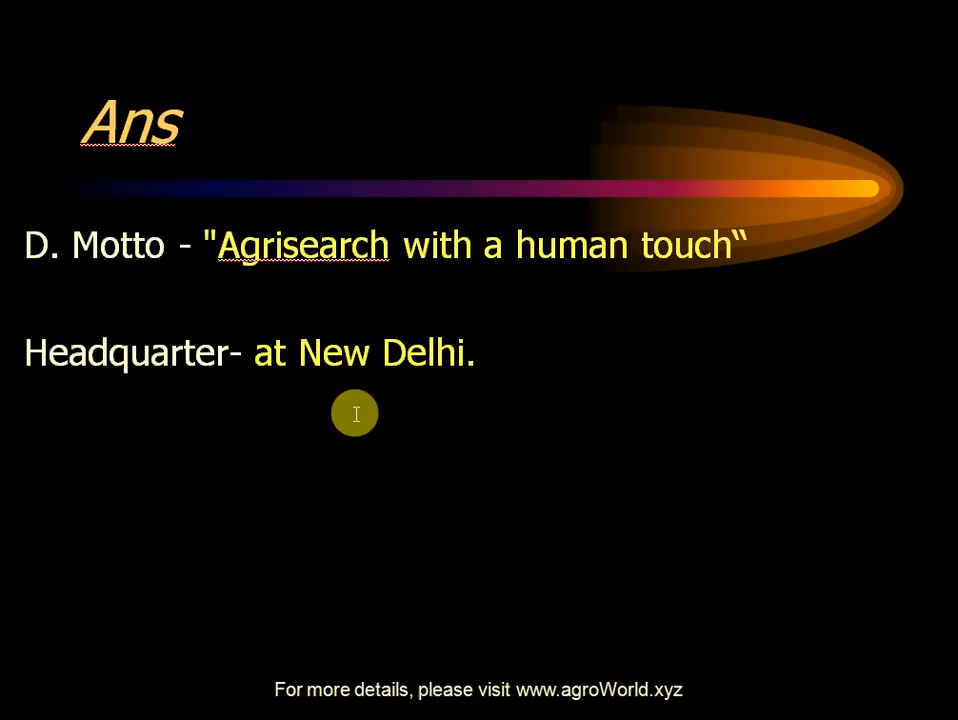 Ans
D. Motto - "Agrisearch with a human touch“
Headquarter- at New Delhi.
For more details, please visit www.agroWorld.xyz